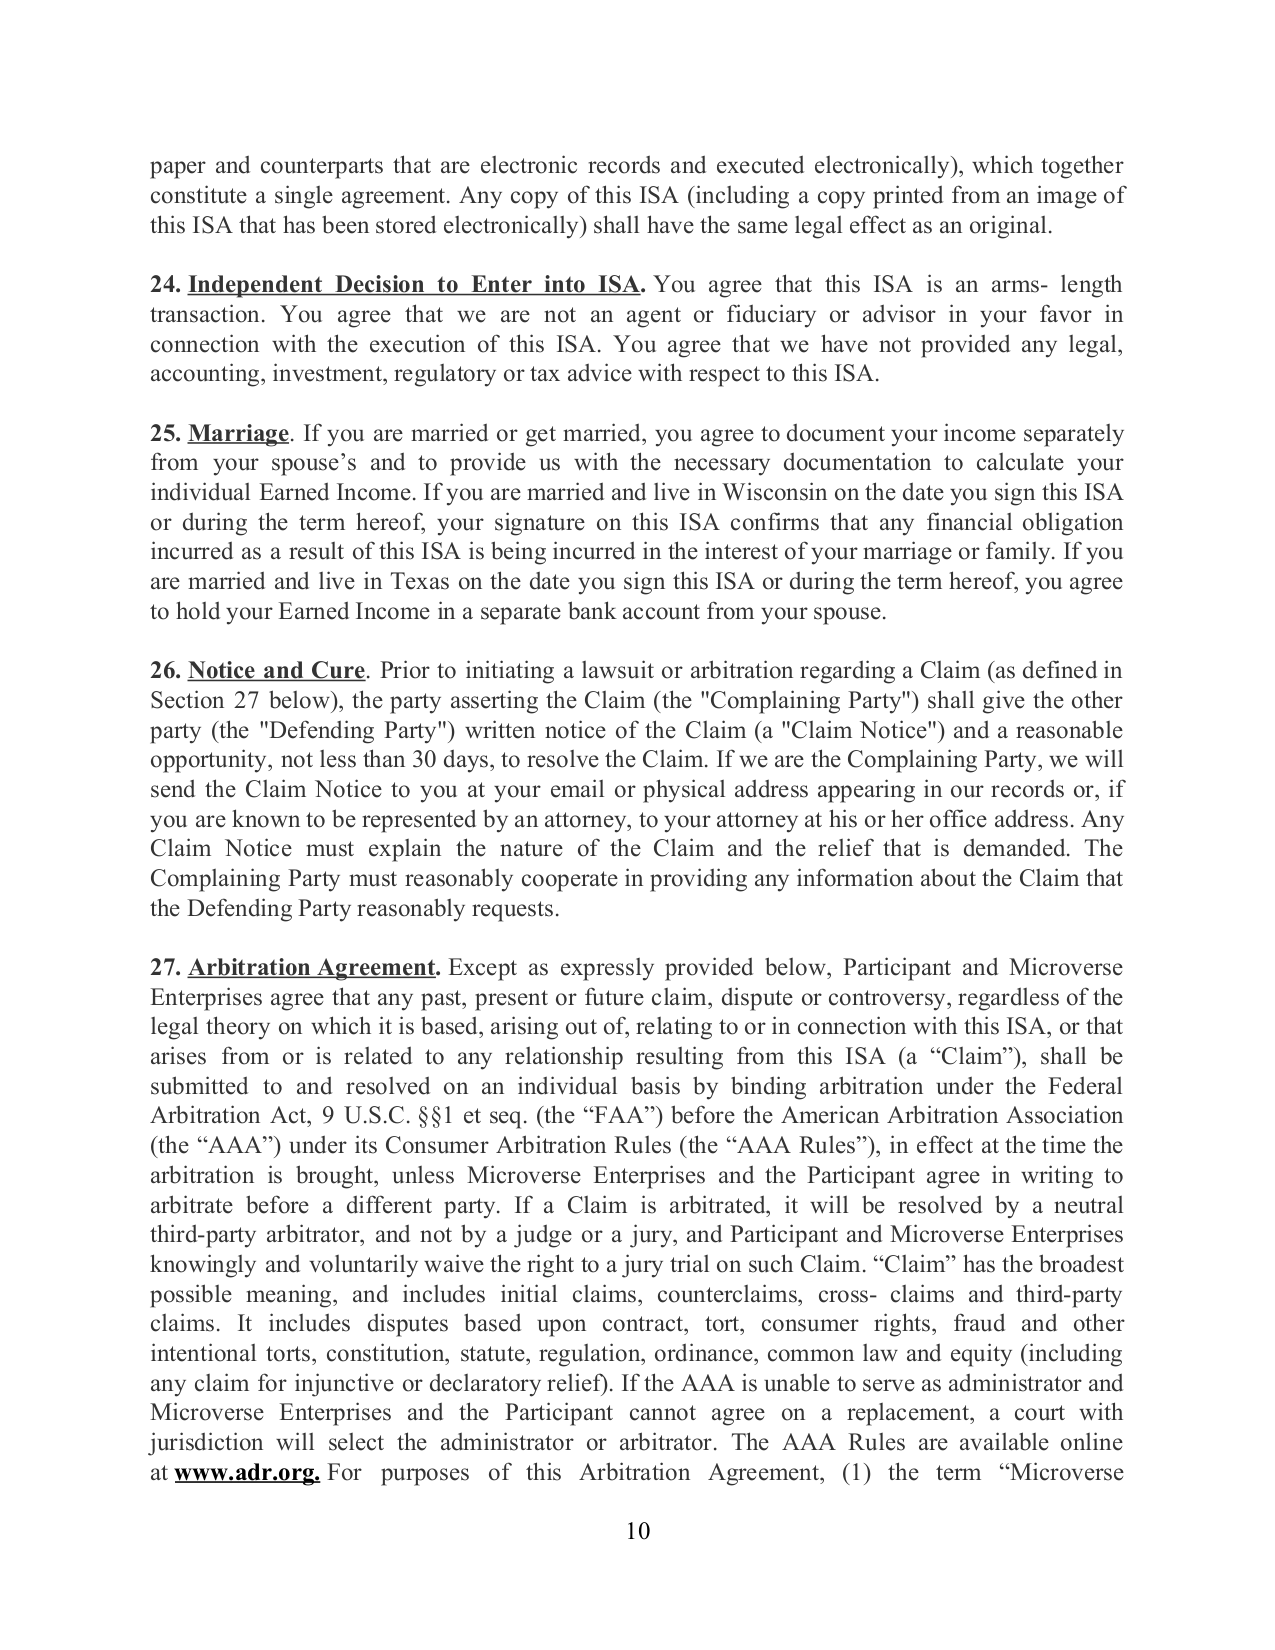 paper and counterparts that are electronic records and executed electronically), which together
constitute a single agreement. Any copy of this ISA (including a copy printed from an image of
this ISA that has been stored electronically) shall have the same legal effect as an original.
24. Independent Decision to Enter into ISA. You agree that this ISA is an arms- length
transaction. You agree that we are not an agent or fiduciary or advisor in your favor in
connection with the execution of this ISA. You agree that we have not provided any legal,
accounting, investment, regulatory or tax advice with respect to this ISA.
25. Marriage. If you are married or get married, you agree to document your income separately
from your spouse’s and to provide us with the necessary documentation to calculate your
individual Earned Income. If you are married and live in Wisconsin on the date you sign this ISA
or during the term hereof, your signature on this ISA confirms that any financial obligation
incurred as a result of this ISA is being incurred in the interest of your marriage or family. If you
are married and live in Texas on the date you sign this ISA or during the term hereof, you agree
to hold your Earned Income in a separate bank account from your spouse.
26. Notice and Cure. Prior to initiating a lawsuit or arbitration regarding a Claim (as defined in
Section 27 below), the party asserting the Claim (the "Complaining Party") shall give the other
party (the "Defending Party") written notice of the Claim (a "Claim Notice") and a reasonable
opportunity, not less than 30 days, to resolve the Claim. If we are the Complaining Party, we will
send the Claim Notice to you at your email or physical address appearing in our records or, if
you are known to be represented by an attorney, to your attorney at his or her office address. Any
Claim Notice must explain the nature of the Claim and the relief that is demanded. The
Complaining Party must reasonably cooperate in providing any information about the Claim that
the Defending Party reasonably requests.
27. Arbitration Agreement. Except as expressly provided below, Participant and Microverse
Enterprises agree that any past, present or future claim, dispute or controversy, regardless of the
legal theory on which it is based, arising out of, relating to or in connection with this ISA, or that
arises from or is related to any relationship resulting from this ISA (a “Claim”), shall be
submitted to and resolved on an individual basis by binding arbitration under the Federal
Arbitration Act, 9 U.S.C. §§1 et seq. (the “FAA”) before the American Arbitration Association
(the “AAA”) under its Consumer Arbitration Rules (the “AAA Rules”), in effect at the time the
arbitration is brought, unless Microverse Enterprises and the Participant agree in writing to
arbitrate before a different party. If a Claim is arbitrated, it will be resolved by a neutral
third-party arbitrator, and not by a judge or a jury, and Participant and Microverse Enterprises
knowingly and voluntarily waive the right to a jury trial on such Claim. “Claim” has the broadest
possible meaning, and includes initial claims, counterclaims, cross- claims and third-party
claims. It includes disputes based upon contract, tort, consumer rights, fraud and other
intentional torts, constitution, statute, regulation, ordinance, common law and equity (including
any claim for injunctive or declaratory relief). If the AAA is unable to serve as administrator and
Microverse Enterprises and the Participant cannot agree on a replacement, a court with
jurisdiction will select the administrator or arbitrator. The AAA Rules are available online
at www.adr.org. For purposes of this Arbitration Agreement, (1) the term “Microverse
10